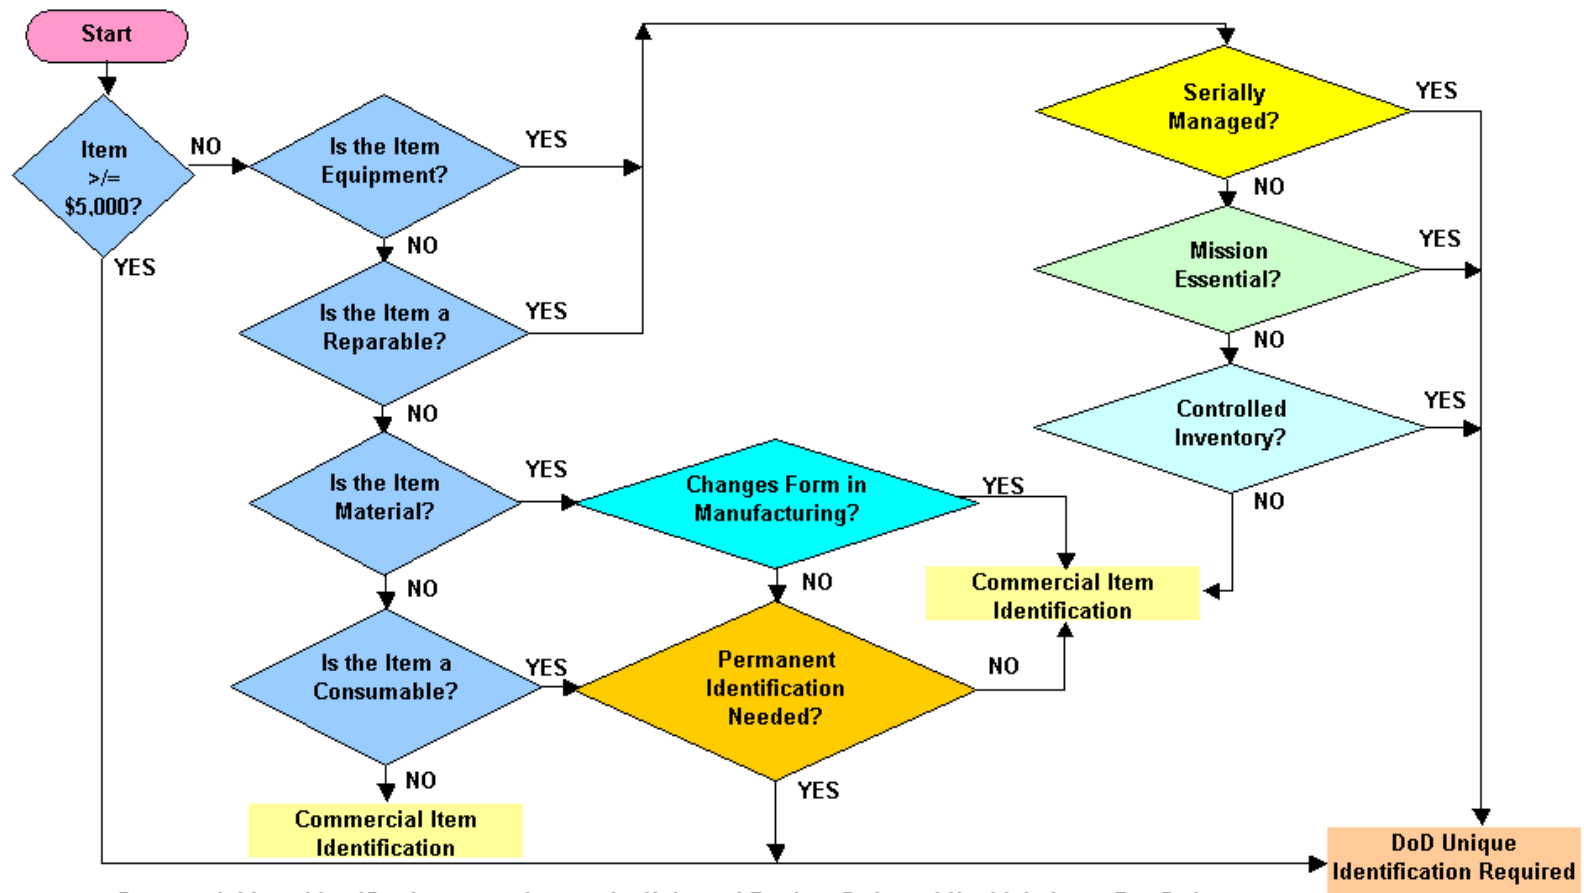 Start
Item
>/=
$5,000?
NO
YES
Is the Item
Equipment?
YES
NO
Is the Item a
Reparable?
YES
NO
Is the Item
Material?
YES
NO
Is the Item a
Consumable?
YES
NO
Commercial Item
Identification
Changes Form in
Manufacturing?
YES
NO
Permanent
Identification
Needed?
NO
YES
Commercial Item
Identification
Serially
Managed?
YES
NO
Mission
Essential?
YES
NO
Controlled
Inventory?
YES
NO
DoD Unique
Identification Required